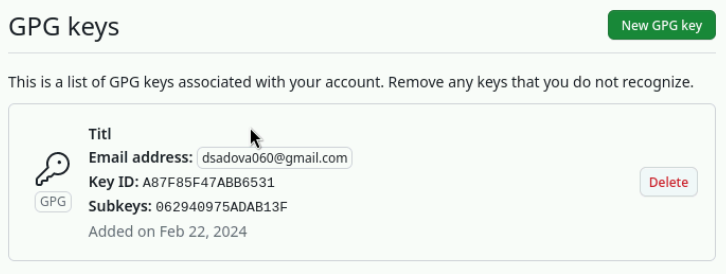 GPG keys
New GPG key
This is a list of GPG keys associated with your account. Remove any keys that you do not recognize.
Titl
Email address: dsadova060@gmail.com
Key ID: A87F85F47ABB6531
GPG
Subkeys: 062940975ADAB13F
Added on Feb 22, 2024
Delete